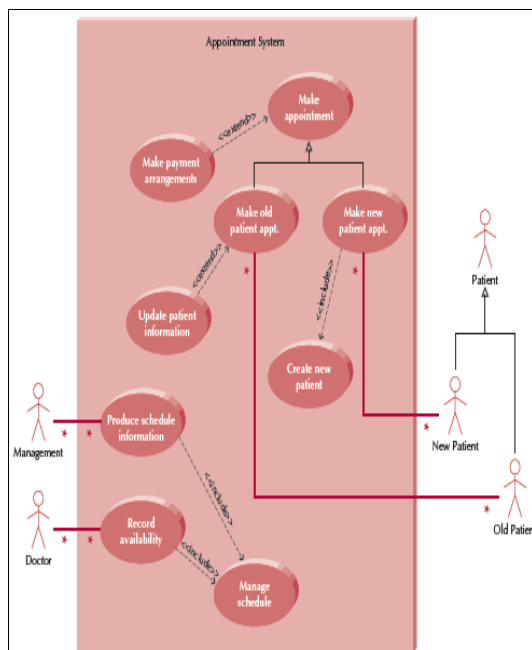 Appointment System
Make
appointment
<<extend>>
Make payment
arrangements
Make old
patient appt.
Make new
patient appt.
*
*
<<extend>>
<<include>>
Patient
Update patient
information
Create new
patient
Management
*
*
Produce schedule
information
*
New Patient
<<include>>
*
Old Patient
Doctor
*
*
Record
availability
<<include>>
Manage
schedule